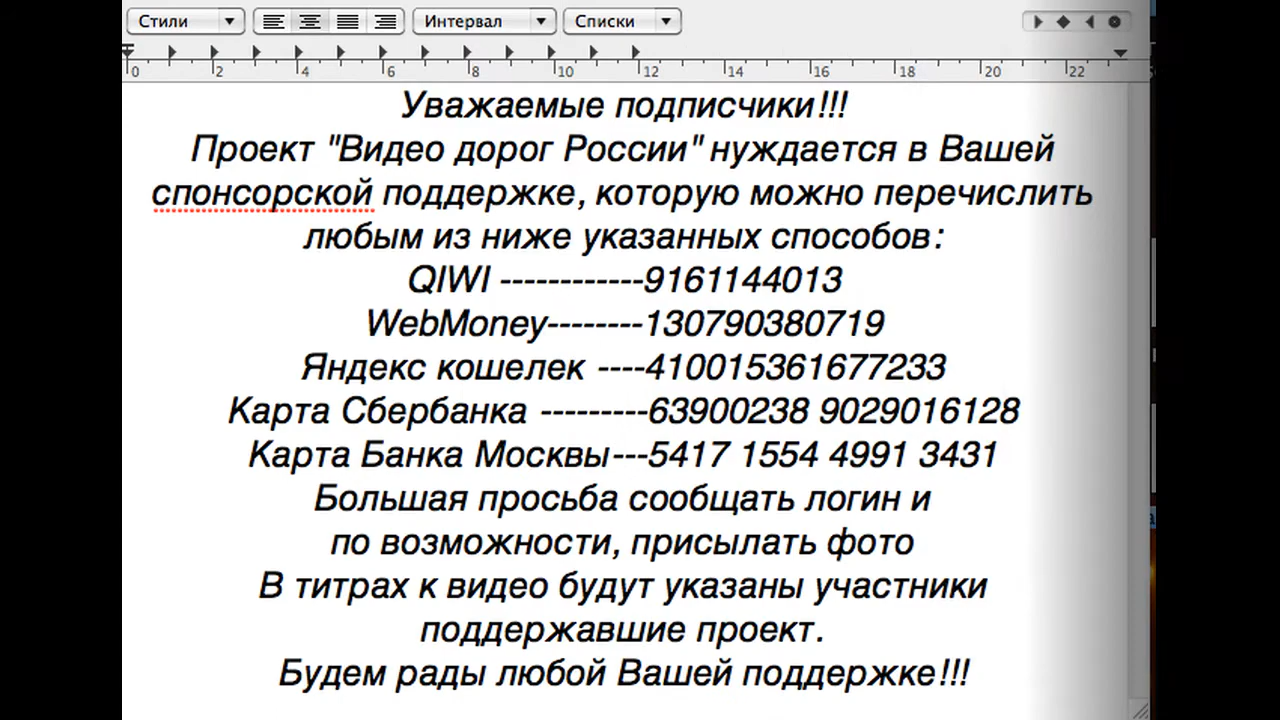 Стили Интервал Списки
0 2 4 6 8 10 12 14 16 18 20 22
Уважаемые подписчики!!!
Проект "Видео дорог России" нуждается в Вашей
спонсорской поддержке, которую можно перечислить
любым из ниже указанных способов:
QIWI ------------9161144013
WebMoney--------130790380719
Яндекс кошелек ----410015361677233
Карта Сбербанка ---------63900238 9029016128
Карта Банка Москвы---5417 1554 4991 3431
Большая просьба сообщать логин и
по возможности, присылать фото
В титрах к видео будут указаны участники
поддержавшие проект.
Будем рады любой Вашей поддержке!!!